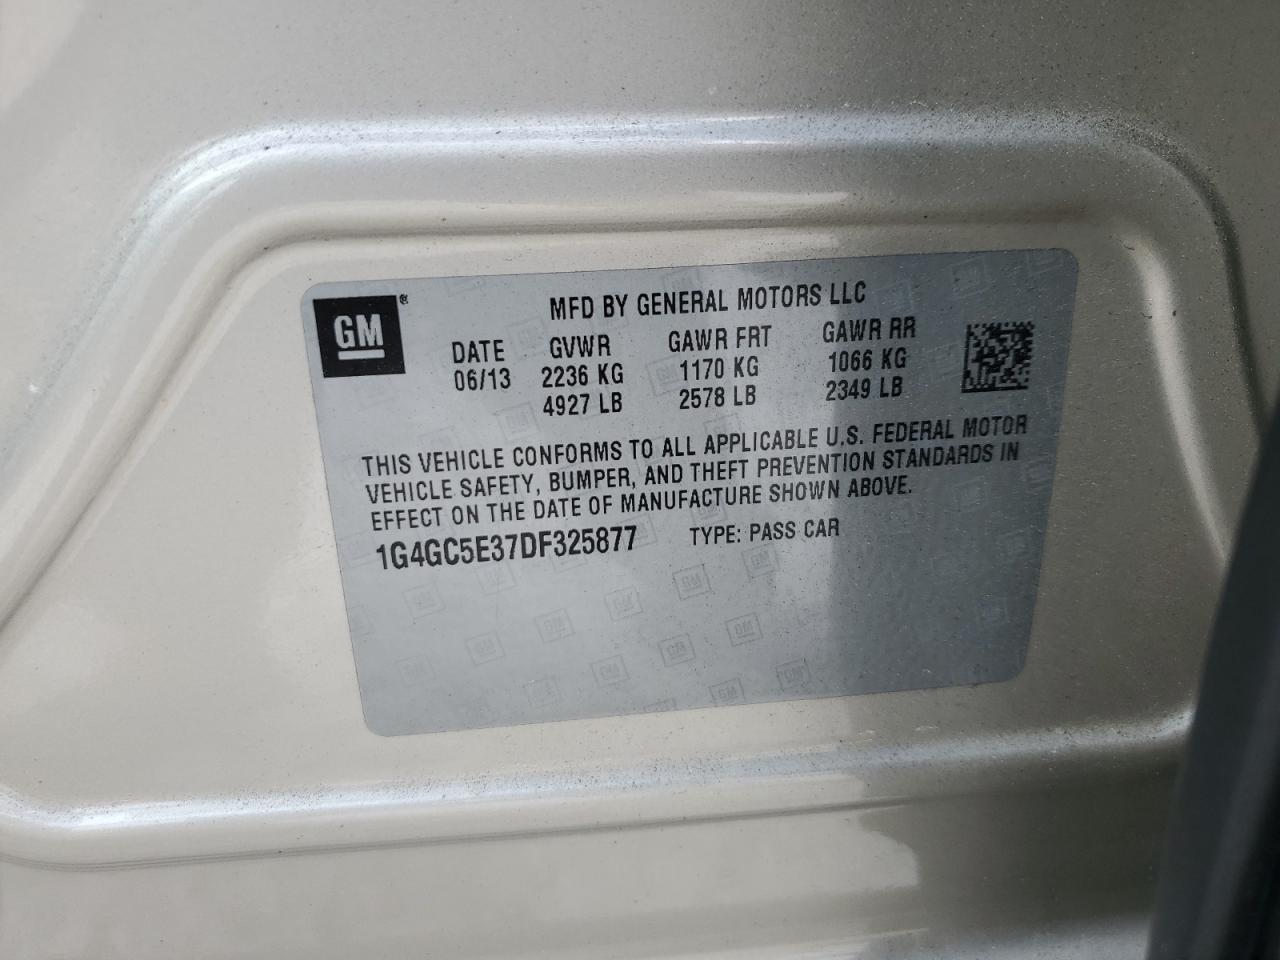 GM®
MFD BY GENERAL MOTORS LLC
DATE GVWR GAWR FRT GAWR RR
06/13 2236 KG 1170 KG 1066 KG
4927 LB 2578 LB 2349 LB
THIS VEHICLE CONFORMS TO ALL APPLICABLE U.S. FEDERAL MOTOR
VEHICLE SAFETY, BUMPER, AND THEFT PREVENTION STANDARDS IN
EFFECT ON THE DATE OF MANUFACTURE SHOWN ABOVE.
1G4GC5E37DF325877 TYPE: PASS CAR